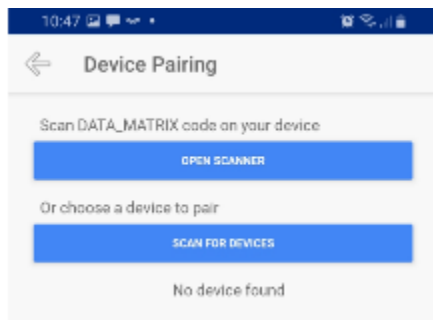 10:47
Device Pairing
Scan DATA_MATRIX code on your device
OPEN SCANNER
Or choose a device to pair
SCAN FOR DEVICES
No device found